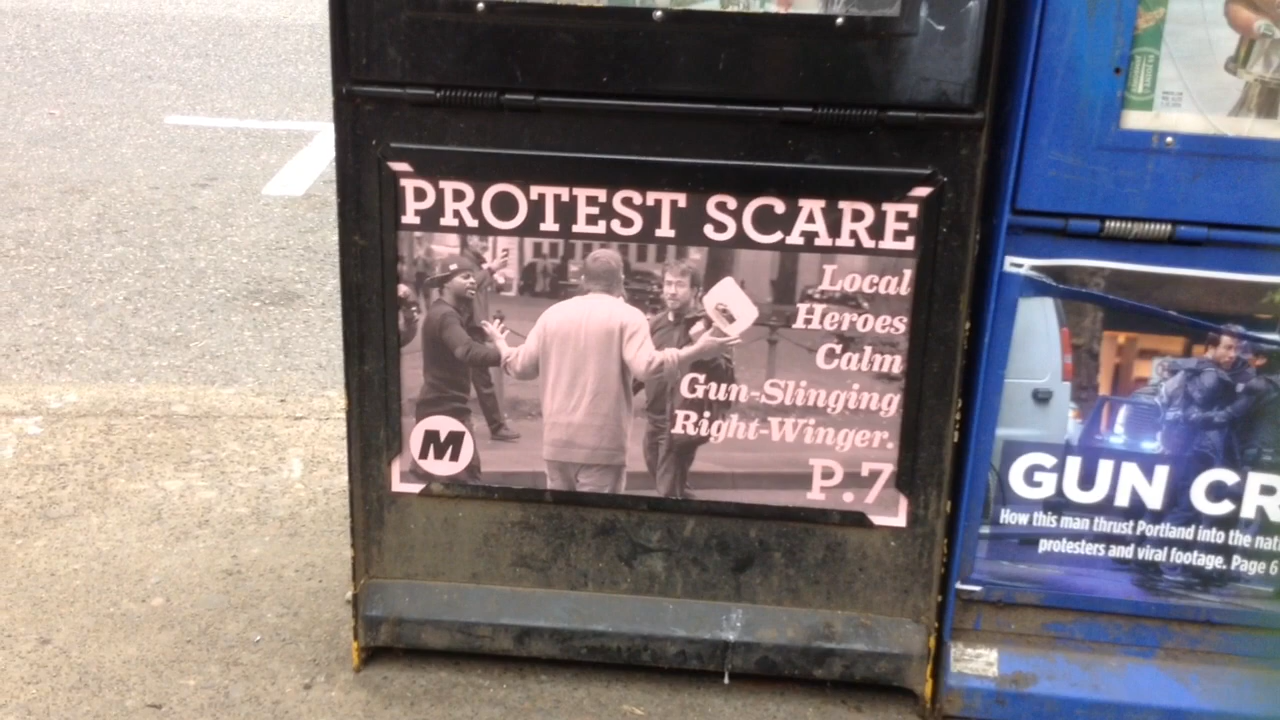 PROTEST SCARE
Local
Heroes
Calm
Gun-Slinging
Right-Winger.
P.7
M
GUN CR
How this man thrust Portland into the nat
protesters and viral footage. Page 6